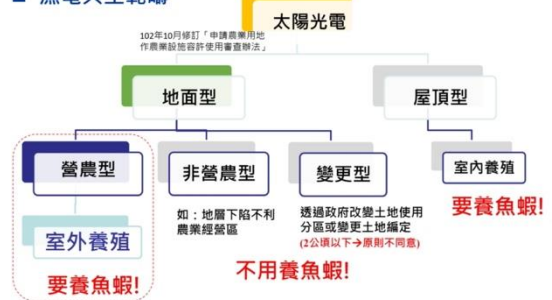 太陽光電
102年10月修訂「申請農業用地
作農業設施容許使用審查辦法」
地面型
屋頂型
營農型
非營農型
變更型
室內養殖
如：地層下陷不利
農業經營區
透過政府改變土地使用
分區或變更土地編定
(2公頃以下→原則不同意)
要養魚蝦!
室外養殖
不用養魚蝦!
要養魚蝦!